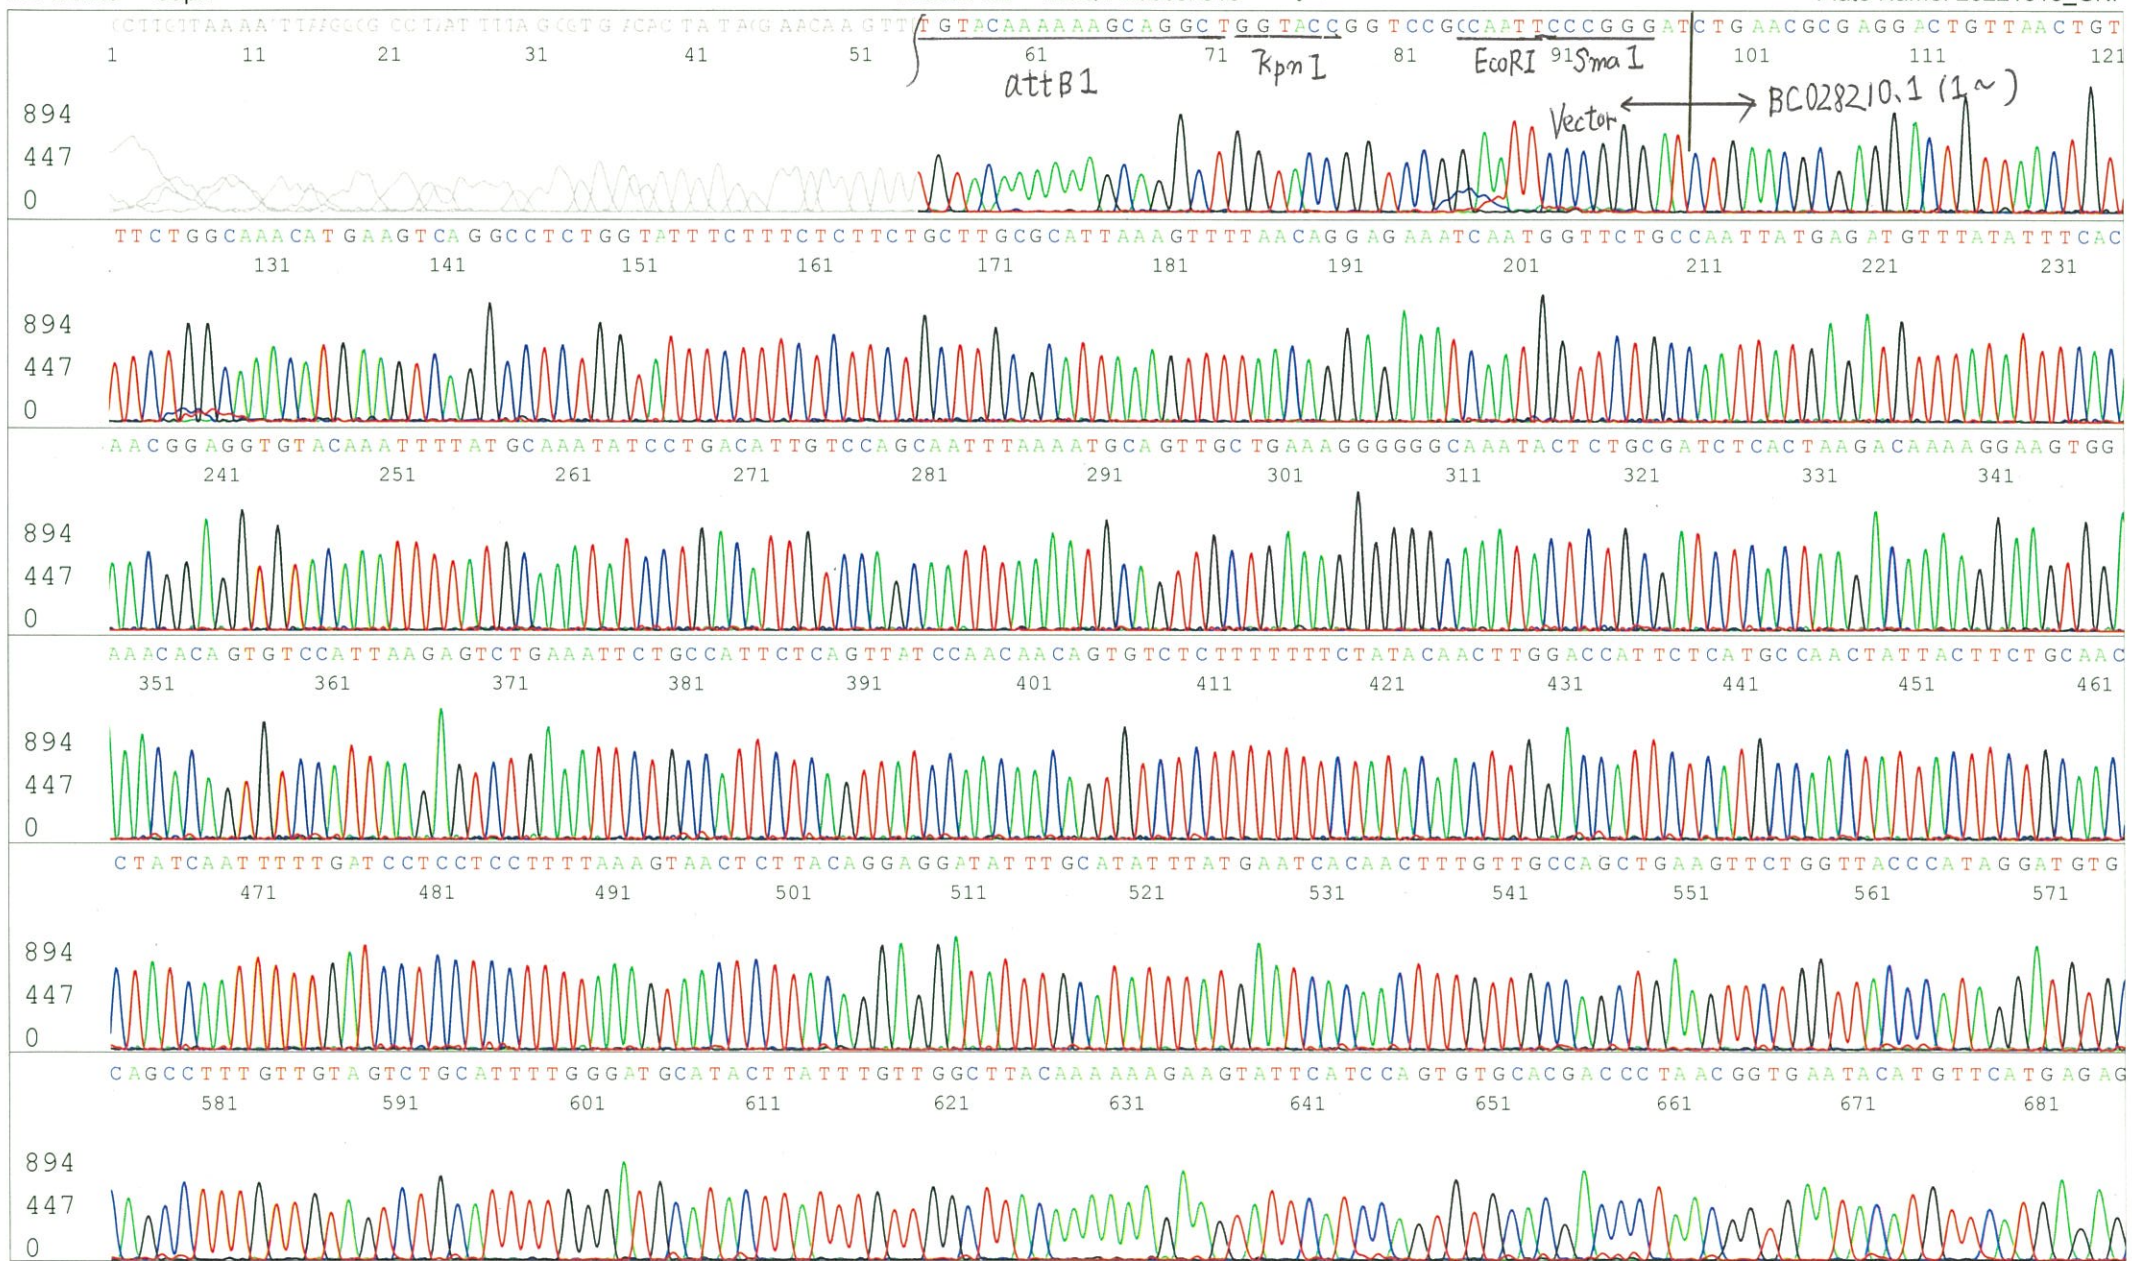 TGTACAAAAAAGCAGGCTGGTACCGGTCCG(CAATTCCCGGGATCTGAACGCGAGGACTGTTAACTGT
1 11 21 31 41 51 61 71 81 91 101 111 121
attB1 Kpn I EcoRI Sma I
Vector ←→ BC028210.1 (1~)
894
447
0
TTCTGGCAAACATGAAGTCAGGCCTCTGGTATTTCTTTCTCTTCTGCTTGCGCATTAAAGTTTTAACAGGAGAAATCAATGGTTCTGCCAATTATGAGATGTTTATATTTCAC
131 141 151 161 171 181 191 201 211 221 231
894
447
0
AACGGAGGTGTACAAATTTTATGCAAATATCCTGACATTGTCCAGCAATTTAAAATGCAGTTGCTGAAAGGGGGGCAAATACTCTGCGATCTCACTAAGACAAAAGGAAGTGG
241 251 261 271 281 291 301 311 321 331 341
894
447
0
AAACACAGTGTCCATTAAGAGTCTGAAATTCTGCCATTCTCAGTTATCCAACAACAGTGTCTCTTTTTTTCTATACAACTTGGACCATTCTCATGCCAACTATTACTTCTGCAAC
351 361 371 381 391 401 411 421 431 441 451 461
894
447
0
CTATCAATTTTTGATCCTCCTCCTTTTAAAGTAACTCTTACAGGAGGATATTTGCATATTTATGAATCACAACTTTGTTGCCAGCTGAAGTTCTGGTTACCCATAGGATGTG
471 481 491 501 511 521 531 541 551 561 571
894
447
0
CAGCCTTTGTTGTAGTCTGCATTTTGGGATGCATACTTATTTGTTGGCTTACAAAAAAGAAGTATTCATCCAGTGTGCACGACCCTAACGGTGAATACATGTTCATGAGAG
581 591 601 611 621 631 641 651 661 671 681
894
447
0